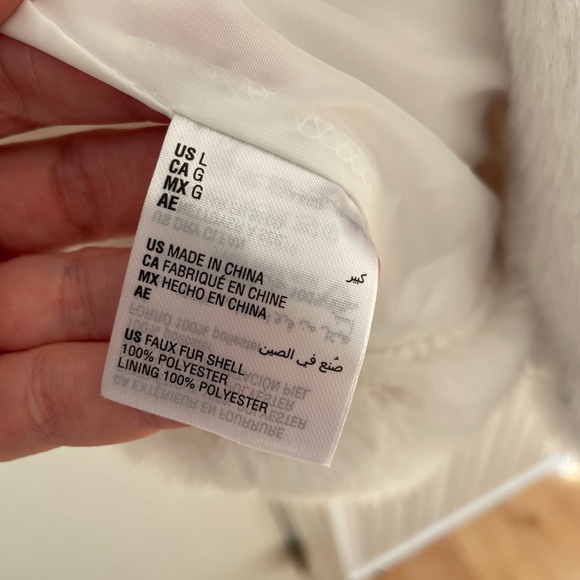 US L
CA G
MX G
AE كبير
US MADE IN CHINA
CA FABRIQUÉ EN CHINE
MX HECHO EN CHINA
AE صُنع في الصين
US FAUX FUR SHELL
100% POLYESTER
LINING 100% POLYESTER